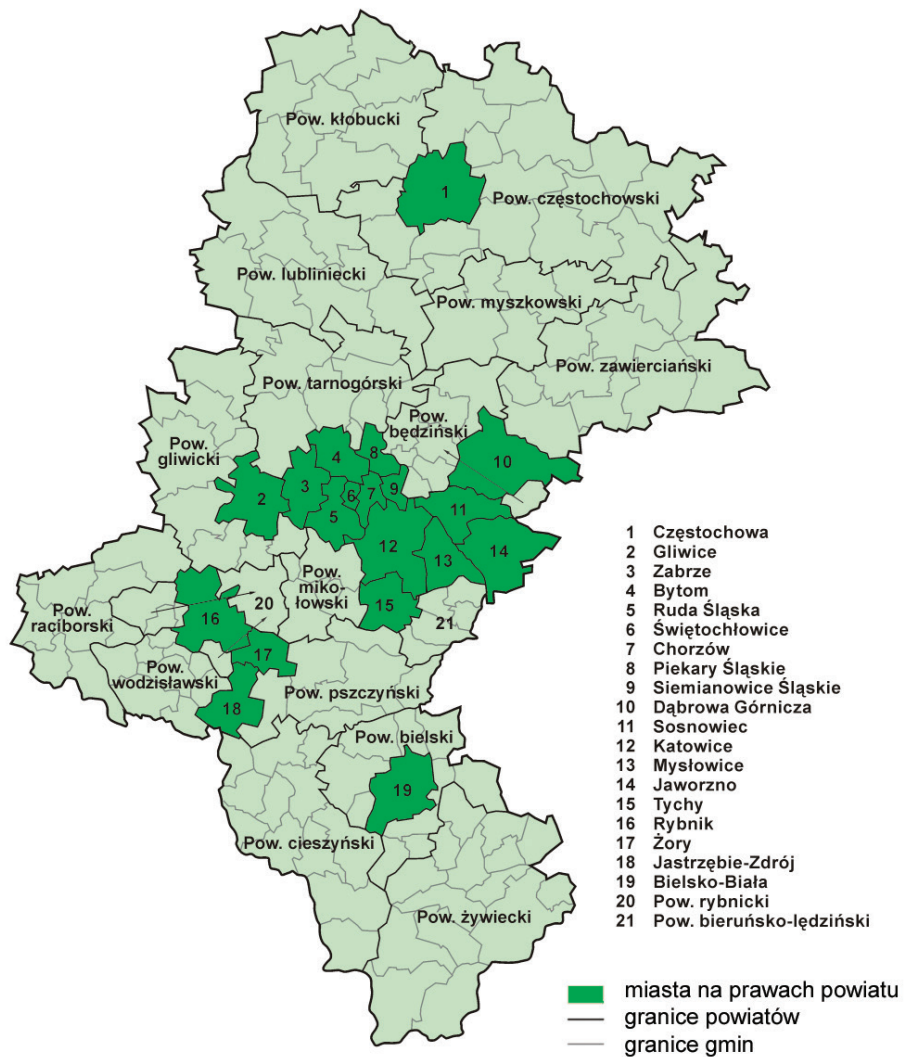 Pow. kłobucki
1
Pow. częstochowski
Pow. lubliniecki
Pow. myszkowski
Pow. zawierciański
Pow. tarnogórski
Pow.
będziński
Pow.
gliwicki
4
8
10
3
2
6
7
9
5
11
12
13
14
Pow.
miko-
łowski
15
20
21
Pow.
raciborski
16
17
Pow.
wodzisławski
18
Pow. pszczyński
Pow. bielski
19
Pow. cieszyński
Pow. żywiecki
1 Częstochowa
2 Gliwice
3 Zabrze
4 Bytom
5 Ruda Śląska
6 Świętochłowice
7 Chorzów
8 Piekary Śląskie
9 Siemianowice Śląskie
10 Dąbrowa Górnicza
11 Sosnowiec
12 Katowice
13 Mysłowice
14 Jaworzno
15 Tychy
16 Rybnik
17 Żory
18 Jastrzębie-Zdrój
19 Bielsko-Biała
20 Pow. rybnicki
21 Pow. bieruńsko-lędziński
miasta na prawach powiatu
granice powiatów
granice gmin